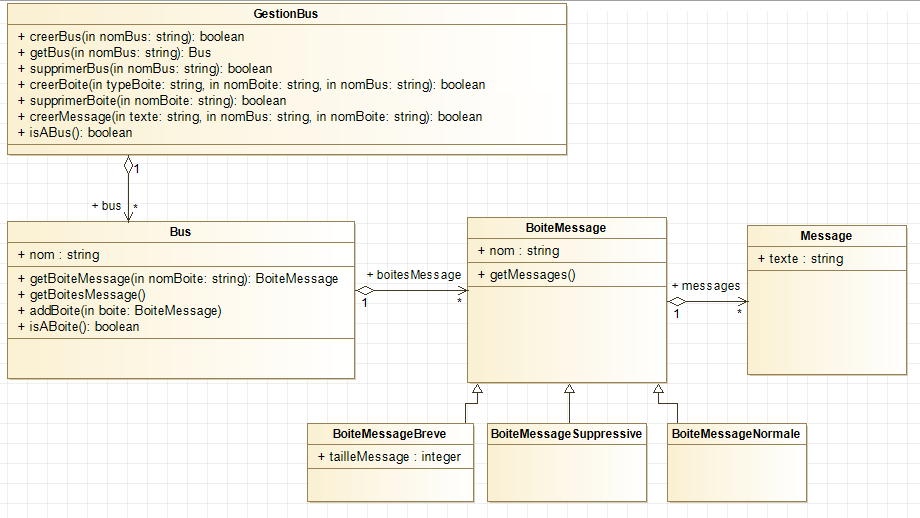 GestionBus
+ creerBus(in nomBus: string): boolean
+ getBus(in nomBus: string): Bus
+ supprimerBus(in nomBus: string): boolean
+ creerBoite(in typeBoite: string, in nomBoite: string, in nomBus: string): boolean
+ supprimerBoite(in nomBoite: string): boolean
+ creerMessage(in texte: string, in nomBus: string, in nomBoite: string): boolean
+ isABus(): boolean
1
+ bus
*
Bus
+ nom : string
+ getBoiteMessage(in nomBoite: string): BoiteMessage
+ getBoitesMessage()
+ addBoite(in boite: BoiteMessage)
+ isABoite(): boolean
+ boitesMessage
1
*
BoiteMessage
+ nom : string
+ getMessages()
+ messages
1
*
Message
+ texte : string
BoiteMessageBreve
+ tailleMessage : integer
BoiteMessageSuppressive
BoiteMessageNormale